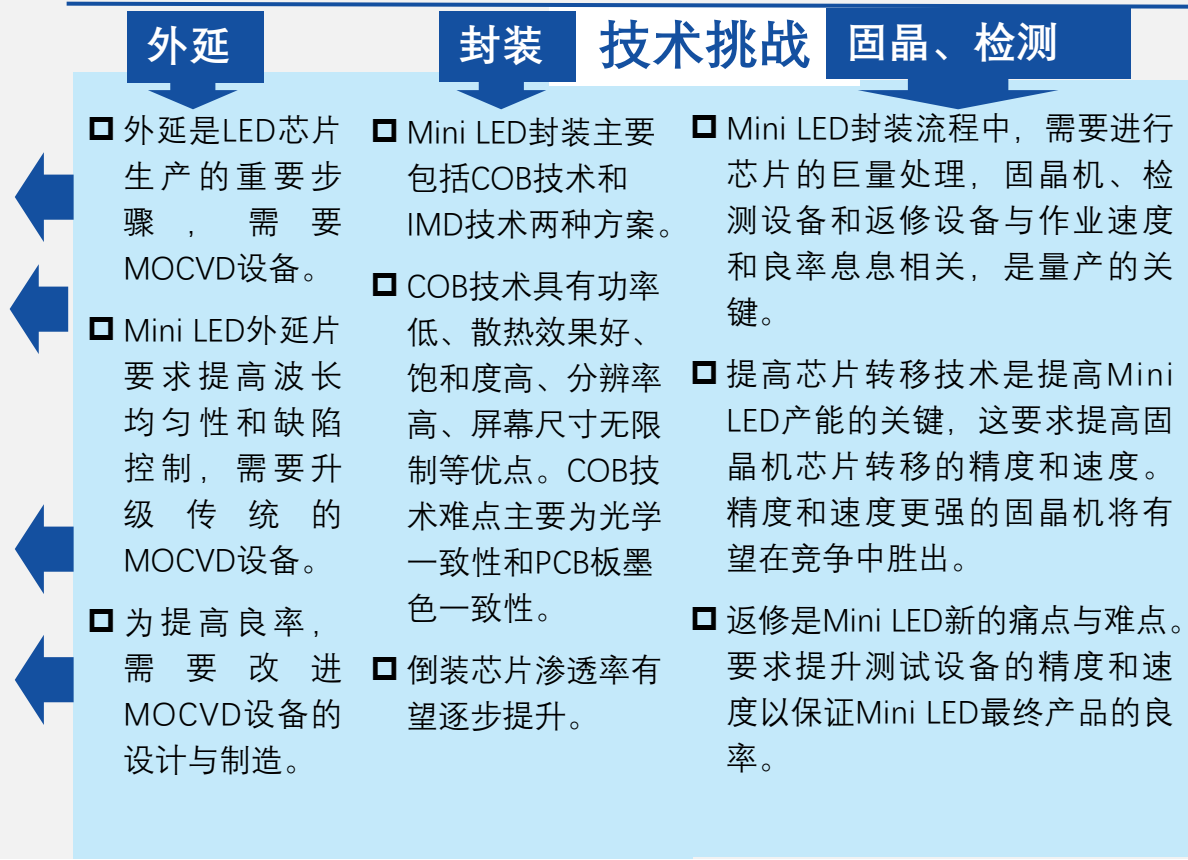 技术挑战
外延
外延是LED芯片
生产的重要步
骤，需要
MOCVD设备。
Mini LED外延片
要求提高波长
均匀性和缺陷
控制，需要升
级传统的
MOCVD设备。
为提高良率，
需要改进
MOCVD设备的
设计与制造。
封装
Mini LED封装主要
包括COB技术和
IMD技术两种方案。
COB技术具有功率
低、散热效果好、
饱和度高、分辨率
高、屏幕尺寸无限
制等优点。COB技
术难点主要为光学
一致性和PCB板墨
色一致性。
倒装芯片渗透率有
望逐步提升。
固晶、检测
Mini LED封装流程中，需要进行
芯片的巨量处理，固晶机、检
测设备和返修设备与作业速度
和良率息息相关，是量产的关
键。
提高芯片转移技术是提高Mini
LED产能的关键，这要求提高固
晶机芯片转移的精度和速度。
精度和速度更强的固晶机将有
望在竞争中胜出。
返修是Mini LED新的痛点与难点。
要求提升测试设备的精度和速
度以保证Mini LED最终产品的良
率。